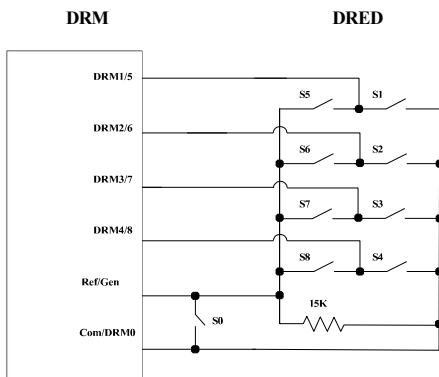 DRM DRED
DRM1/5
S5 S1
DRM2/6
S6 S2
DRM3/7
S7 S3
DRM4/8
S8 S4
Ref/Gen
15K
S0
Com/DRM0